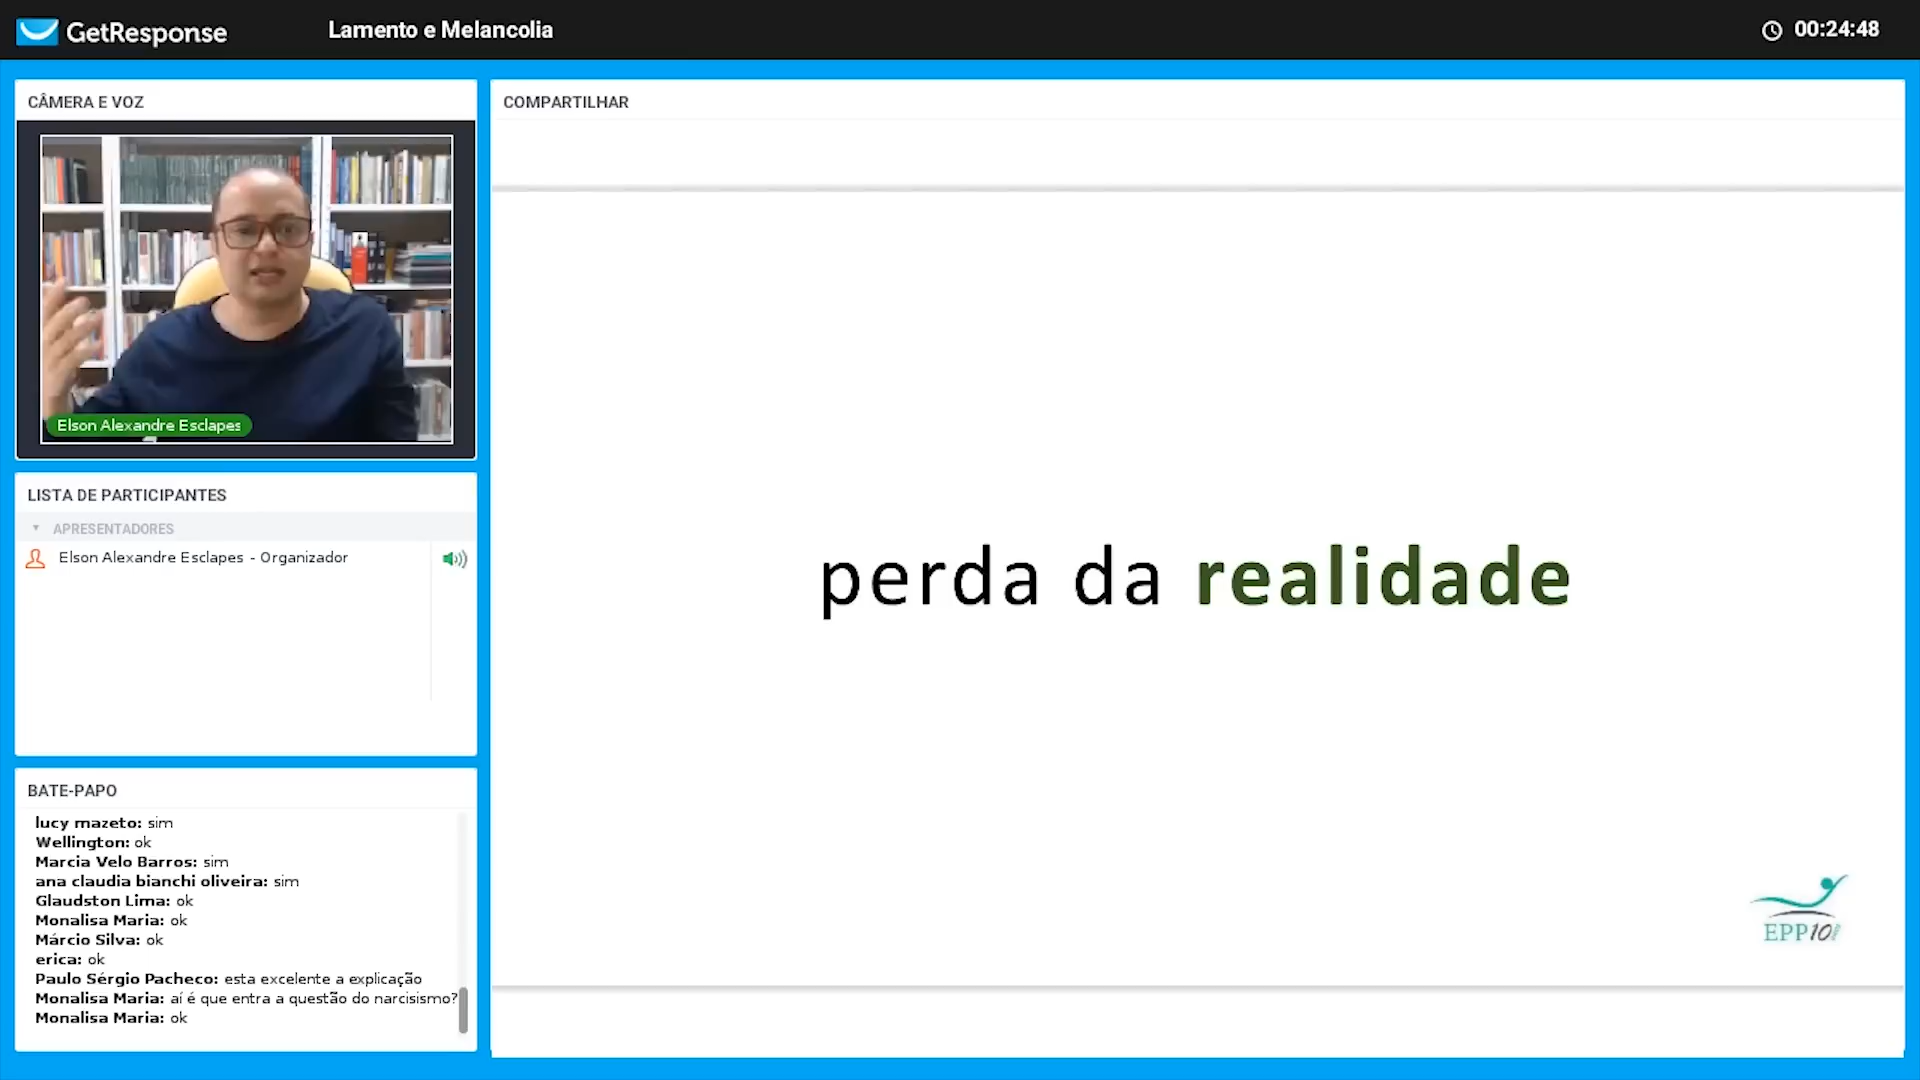 GetResponse
Lamento e Melancolia
00:24:48
CÂMERA E VOZ
Elson Alexandre Esclapes
LISTA DE PARTICIPANTES
APRESENTADORES
Elson Alexandre Esclapes - Organizador
BATE-PAPO
lucy mazeto: sim
Wellington: ok
Marcia Velo Barros: sim
ana claudia bianchi oliveira: sim
Glaudston Lima: ok
Monalisa Maria: ok
Márcio Silva: ok
erica: ok
Paulo Sérgio Pacheco: esta excelente a explicação
Monalisa Maria: aí é que entra a questão do narcisismo?
Monalisa Maria: ok
COMPARTILHAR
perda da realidade
EPP10